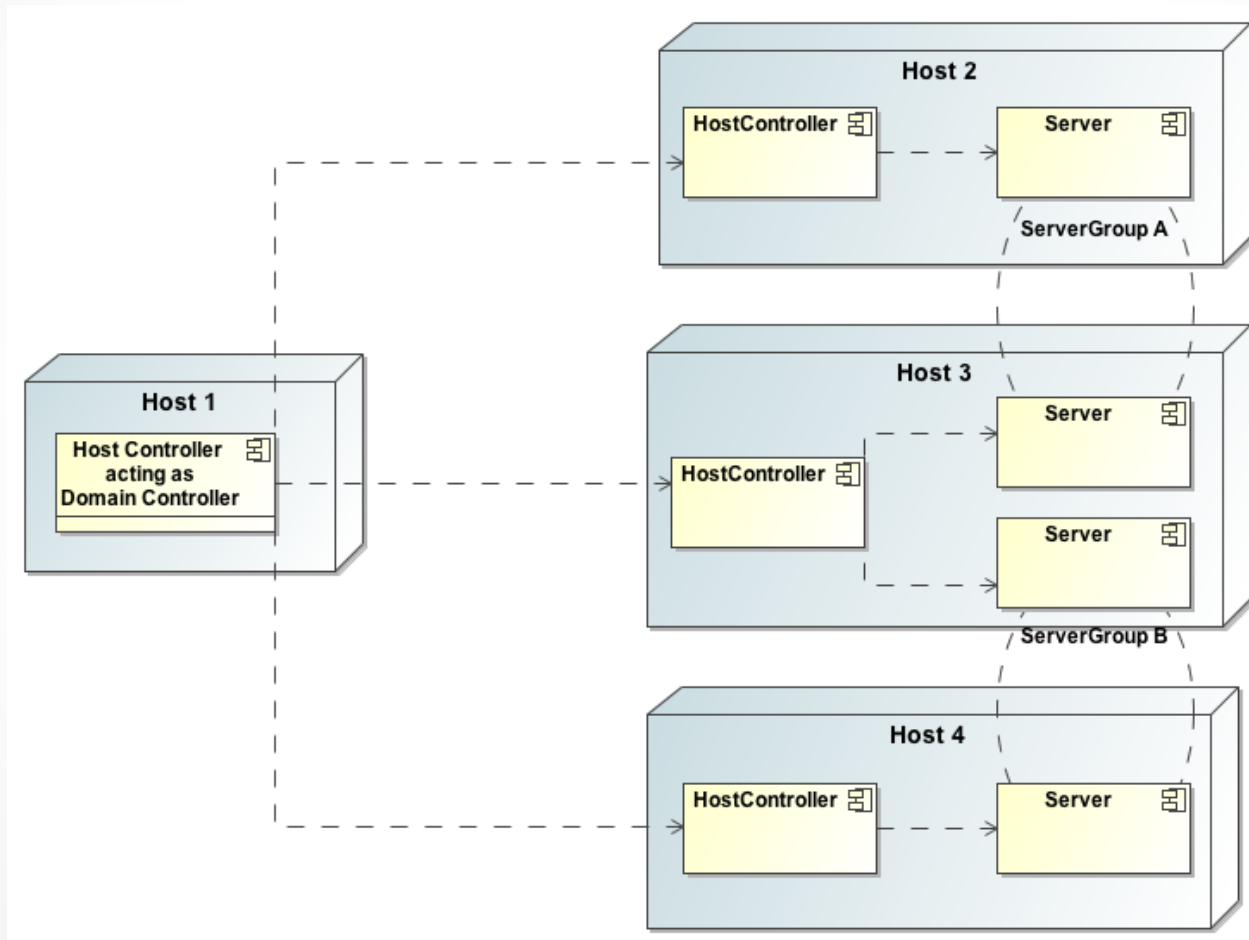 Host 2
HostController
Server
ServerGroup A
Host 1
Host Controller
acting as
Domain Controller
Host 3
Server
HostController
Server
ServerGroup B
Host 4
HostController
Server